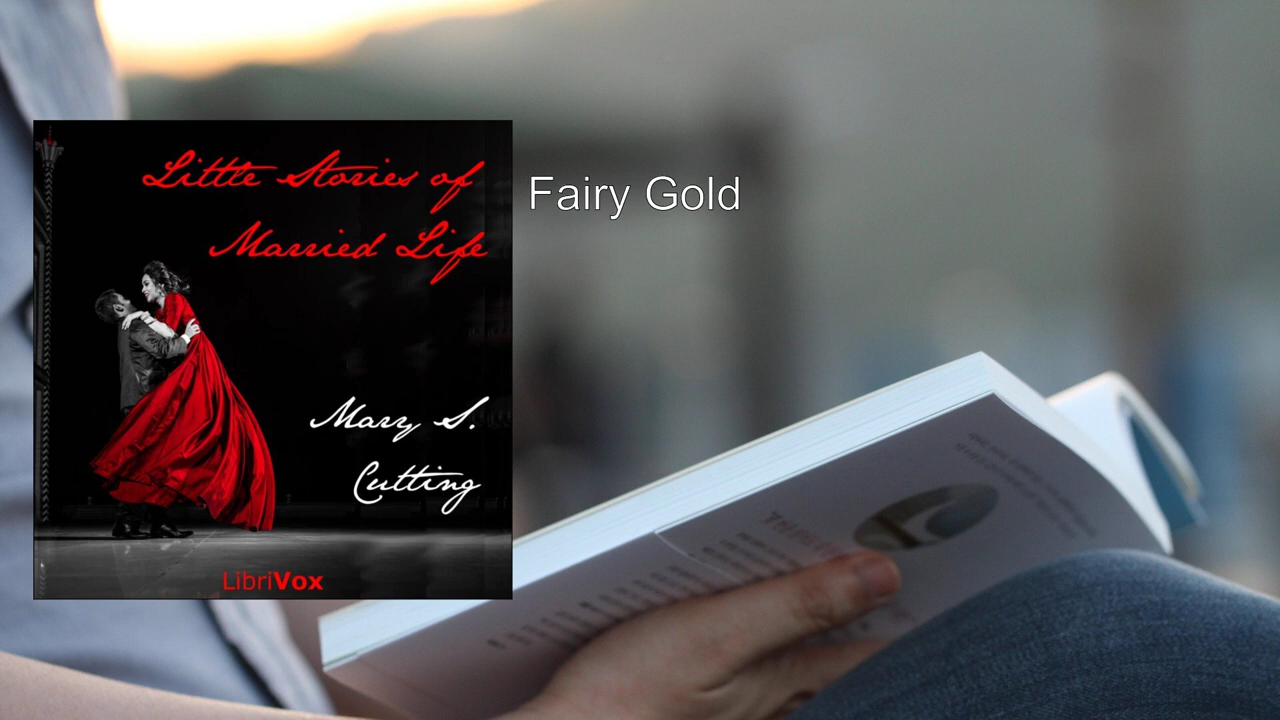 Little Stories of
Married Life
Fairy Gold
Mary S.
Cutting
LibriVox